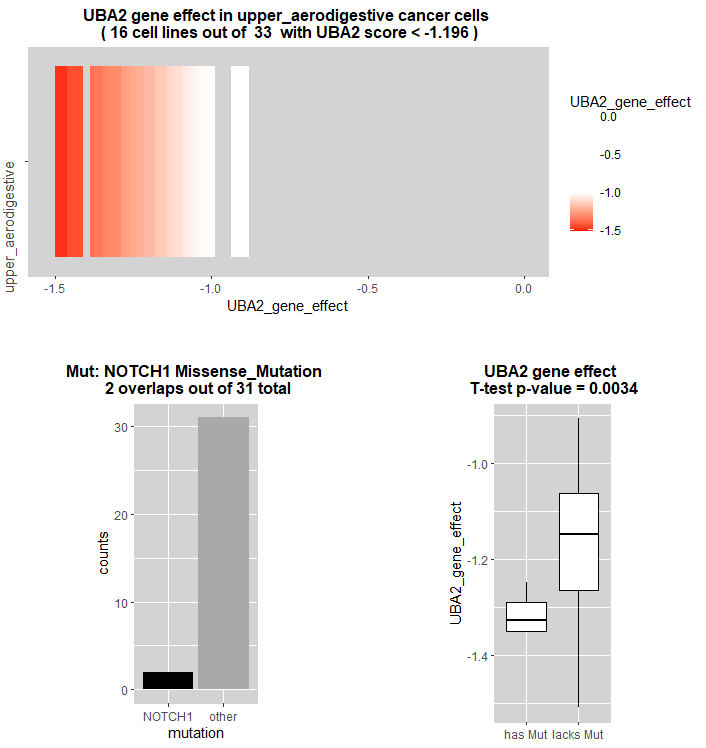 UBA2 gene effect in upper_aerodigestive cancer cells
( 16 cell lines out of  33  with UBA2 score < -1.196 )
upper_aerodigestive
-1.5
-1.0
-0.5
0.0
UBA2_gene_effect
UBA2_gene_effect
0.0
-0.5
-1.0
-1.5
Mut: NOTCH1 Missense_Mutation
2 overlaps out of 31 total
counts
30
20
10
0
NOTCH1
other
mutation
UBA2 gene effect
T-test p-value = 0.0034
UBA2_gene_effect
-1.0
-1.2
-1.4
has Mut
lacks Mut